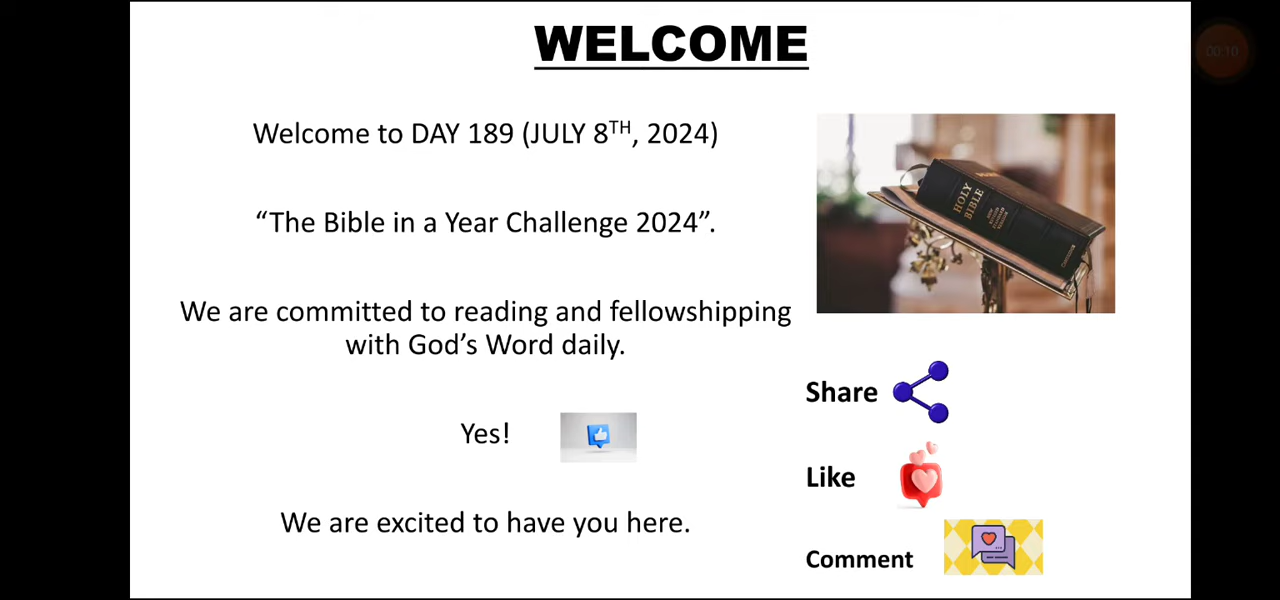 WELCOME
Welcome to DAY 189 (JULY 8TH, 2024)
“The Bible in a Year Challenge 2024”.
We are committed to reading and fellowshipping
with God’s Word daily.
Yes!
We are excited to have you here.
HOLY
BIBLE
Share
Like
Comment
00:10